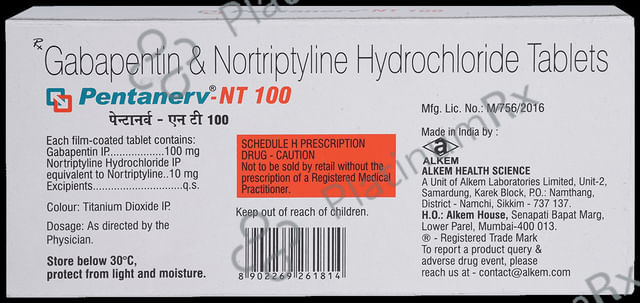 Rx
Gabapentin & Nortriptyline Hydrochloride Tablets
Pentanerv®-NT 100
पेन्टानर्व - एन टी 100
Each film-coated tablet contains:
Gabapentin IP..................100 mg
Nortriptyline Hydrochloride IP
equivalent to Nortriptyline..10 mg
Excipients............................q.s.
Colour: Titanium Dioxide IP.
Dosage: As directed by the
Physician.
Store below 30°C,
protect from light and moisture.
SCHEDULE H PRESCRIPTION
DRUG - CAUTION
Not to be sold by retail without the
prescription of a Registered Medical
Practitioner.
Keep out of reach of children.
8 902269 261814
Mfg. Lic. No.: M/756/2016
Made in India by:
a
ALKEM
ALKEM HEALTH SCIENCE
A Unit of Alkem Laboratories Limited, Unit-2,
Samardung, Karek Block, P.O.: Namthang,
District - Namchi, Sikkim - 737 137.
H.O.: Alkem House, Senapati Bapat Marg,
Lower Parel, Mumbai-400 013.
® - Registered Trade Mark
To report a product query &
adverse drug event, please
reach us at - contact@alkem.com
PlatinumRx